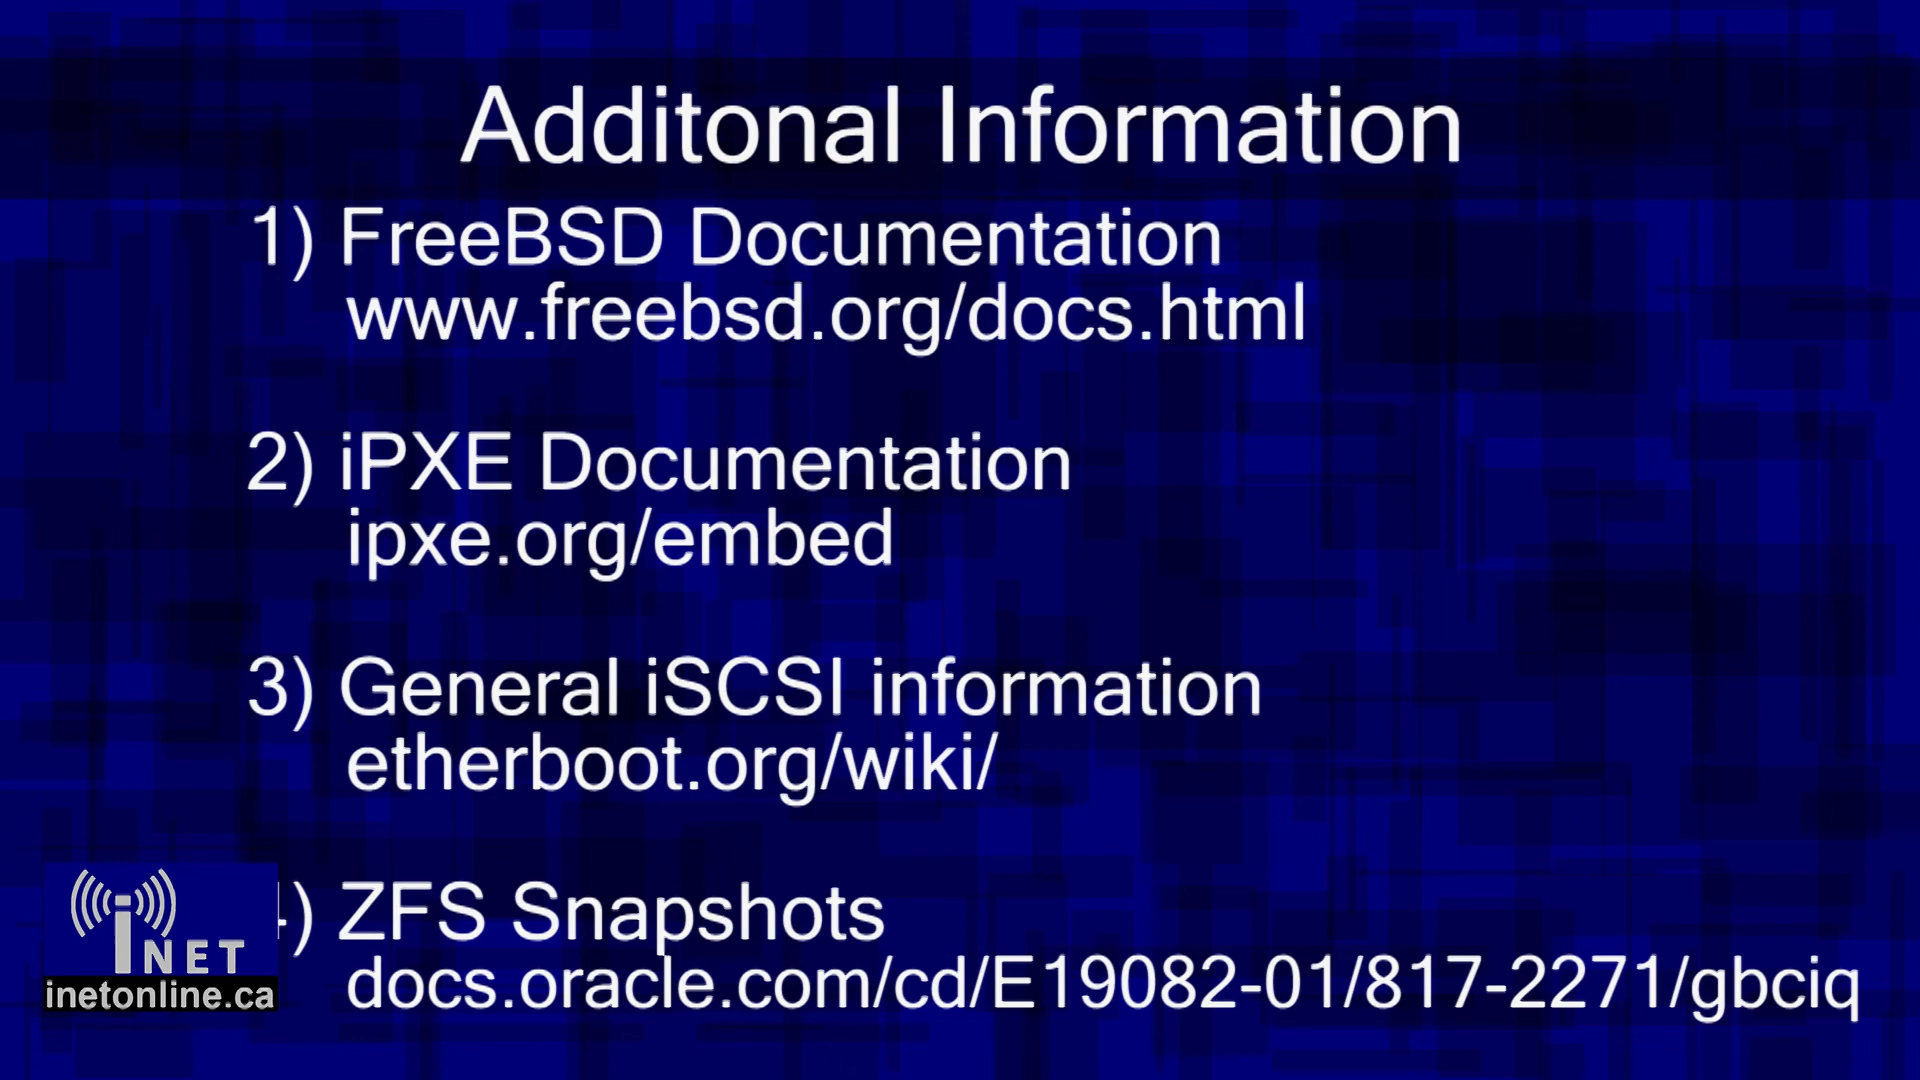 Additonal Information
1) FreeBSD Documentation
www.freebsd.org/docs.html
2) iPXE Documentation
ipxe.org/embed
3) General iSCSI information
etherboot.org/wiki/
4) ZFS Snapshots
docs.oracle.com/cd/E19082-01/817-2271/gbciq
iNET
inetonline.ca